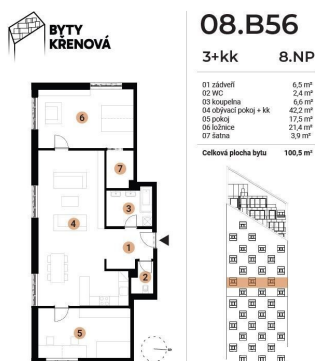 BYTY
KŘENOVÁ
08.B56
3+kk 8.NP
01 zádveří 6,5 m²
02 WC 2,4 m²
03 koupelna 6,6 m²
04 obývací pokoj + kk 42,2 m²
05 pokoj 17,5 m²
06 ložnice 21,4 m²
07 šatna 3,9 m²
Celková plocha bytu 100,5 m²
6
7
3
4
1
2
5